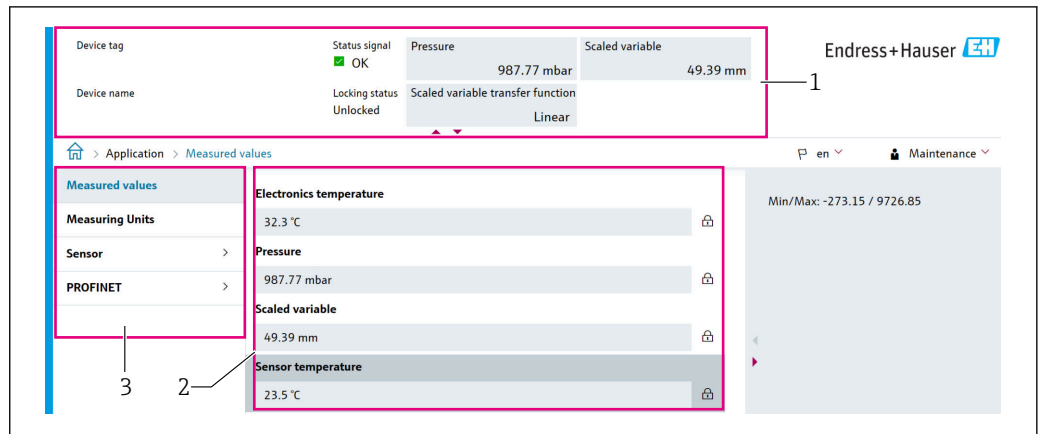 Device tag
Status signal
OK
Pressure
987.77 mbar
Scaled variable
49.39 mm
Endress+Hauser EH
1
Device name
Locking status
Unlocked
Scaled variable transfer function
Linear
> Application > Measured values
en
Maintenance
Measured values
Measuring Units
Sensor >
PROFINET >
Electronics temperature
32.3 °C
Pressure
987.77 mbar
Scaled variable
49.39 mm
Sensor temperature
23.5 °C
Min/Max: -273.15 / 9726.85
3
2